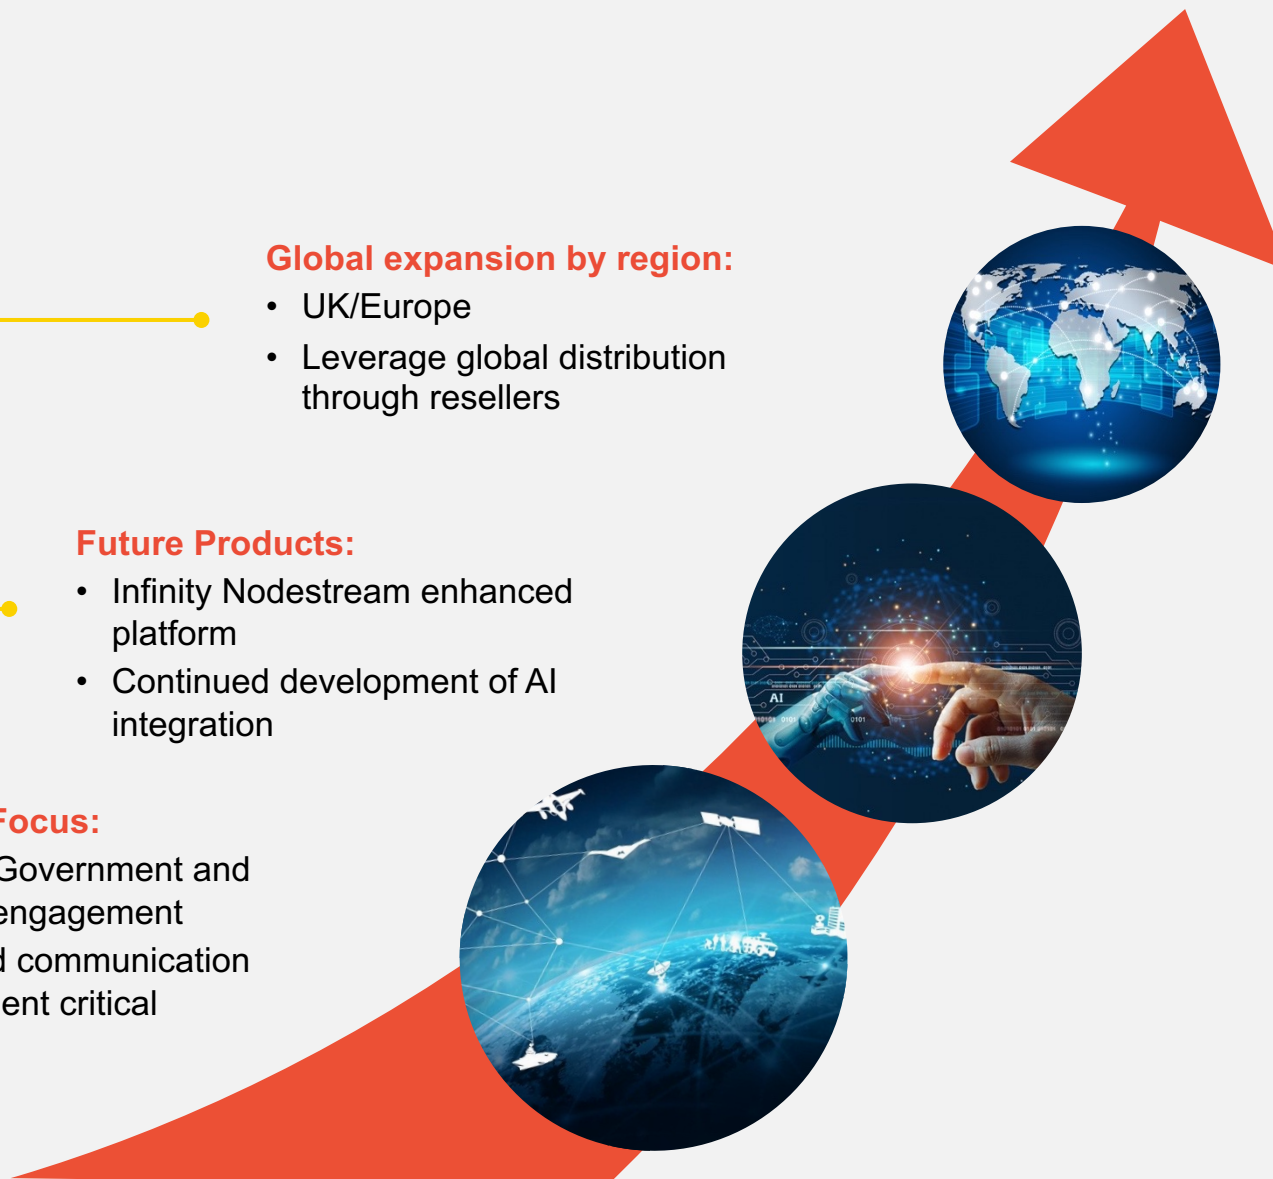 Global expansion by region:
• UK/Europe
• Leverage global distribution
through resellers
Future Products:
• Infinity Nodestream enhanced
platform
• Continued development of AI
integration
Focus:
Government and
engagement
communication
critical
AI
0101